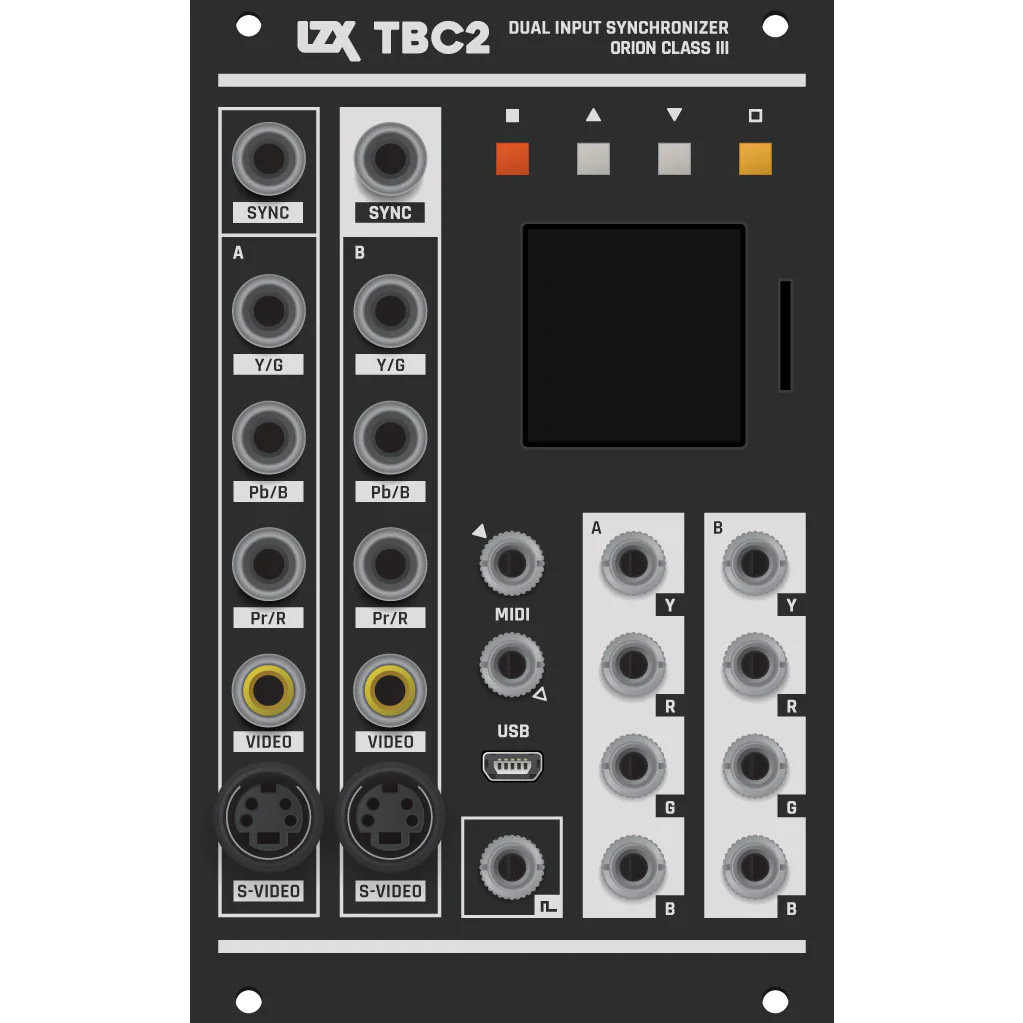 LZX TBC2
DUAL INPUT SYNCHRONIZER
ORION CLASS III
SYNC
SYNC
A
B
Y/G
Y/G
Pb/B
Pb/B
Pr/R
Pr/R
VIDEO
VIDEO
S-VIDEO
S-VIDEO
MIDI
USB
A
B
Y
Y
R
R
G
G
B
B